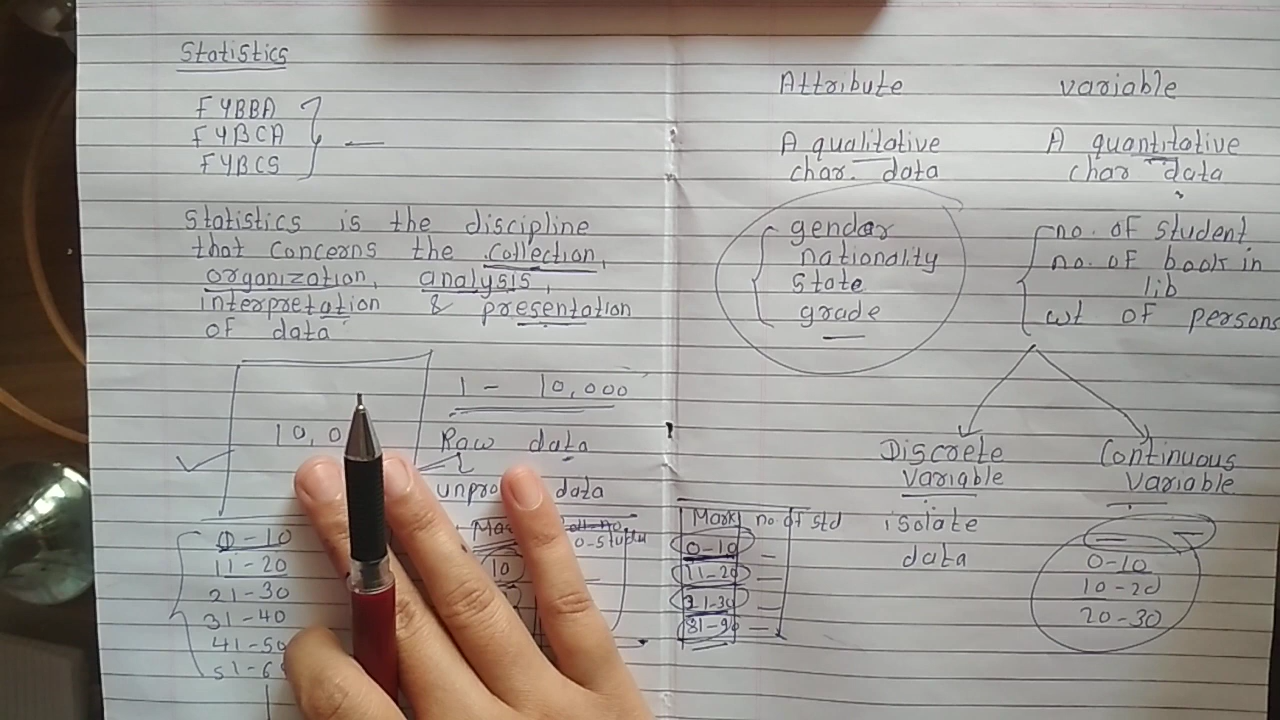 Statistics
FYBBA
FYBCA
FYBCS
Statistics is the discipline
that concerns the collection,
organization, analysis,
interpretation & presentation
of data
1 - 10,000
10,0
Raw data
data
0-10
11-20
21-30
31-40
41-50
51-6
10
Attribute
A qualitative
char. data
gender
nationality
state
grade
variable
A quantitative
char data
no. of student
no. of book in
lib
wt of persons
Discrete
Variable
isolate
data
Continuous
Variable
0-10
10-20
20-30
Marks no of std
0-10
11-20
21-30
81-90